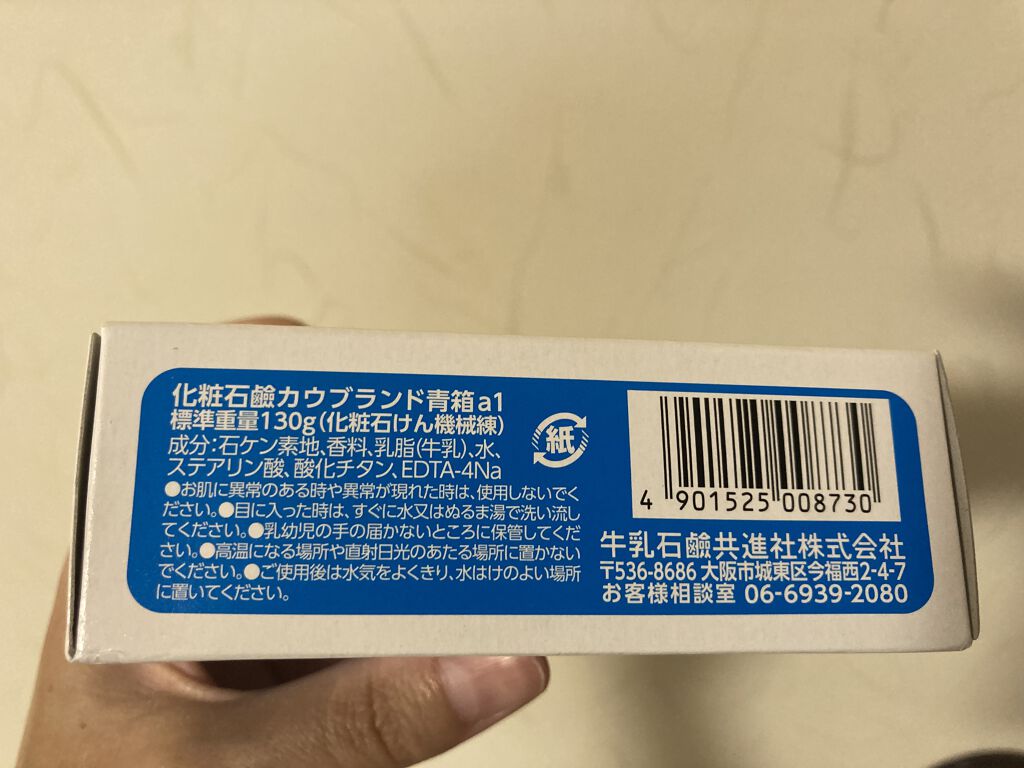 化粧石鹼カウブランド青箱a1
標準重量130g(化粧石けん機械練)
成分:石ケン素地、香料、乳脂(牛乳)、水、
ステアリン酸、酸化チタン、EDTA-4Na
●お肌に異常のある時や異常が現れた時は、使用しないでく
ださい。●目に入った時は、すぐに水又はぬるま湯で洗い流し
てください。●乳幼児の手の届かないところに保管してくださ
い。●高温になる場所や直射日光のあたる場所に置かない
でください。●ご使用後は水気をよくきり、水はけのよい場所
に置いてください。
紙
4 901525 008730
牛乳石鹼共進社株式会社
〒536-8686 大阪市城東区今福西2-4-7
お客様相談室 06-6939-2080